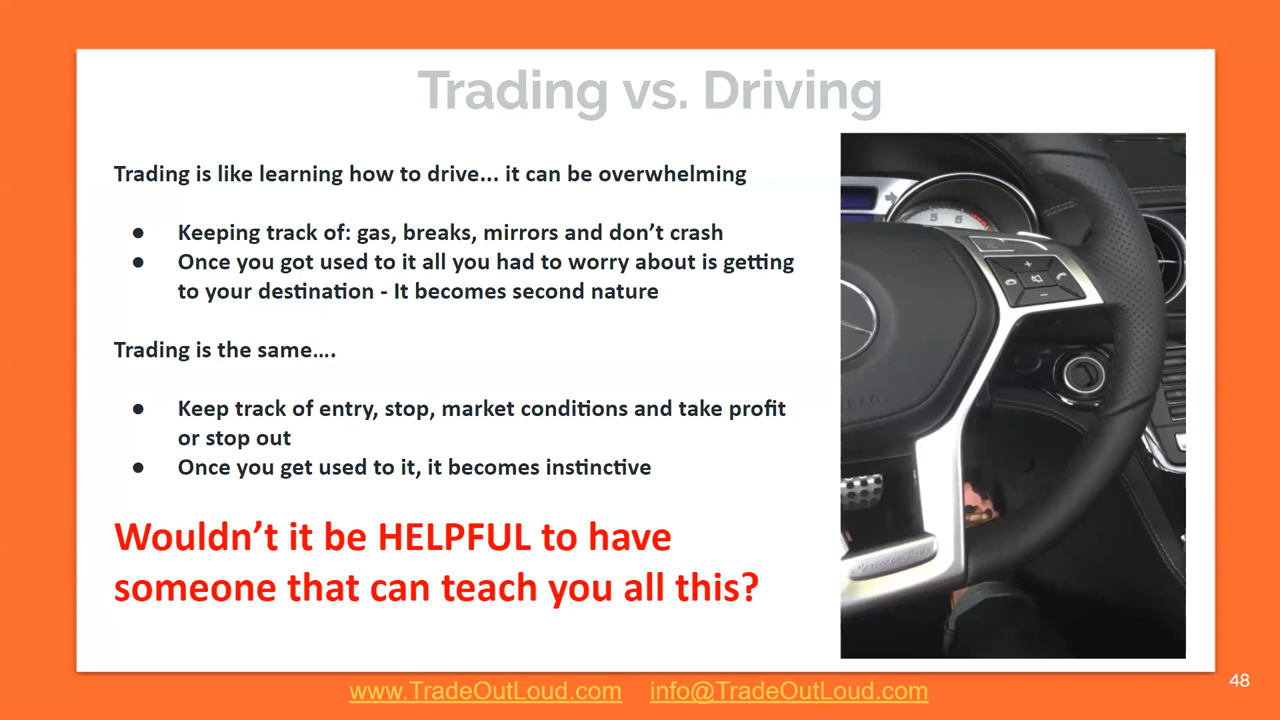 Trading vs. Driving
Trading is like learning how to drive... it can be overwhelming
● Keeping track of: gas, breaks, mirrors and don't crash
● Once you got used to it all you had to worry about is getting
to your destination - It becomes second nature
Trading is the same....
● Keep track of entry, stop, market conditions and take profit
or stop out
● Once you get used to it, it becomes instinctive
Wouldn't it be HELPFUL to have
someone that can teach you all this?
5 6
+
-
www.TradeOutLoud.com info@TradeOutLoud.com
48